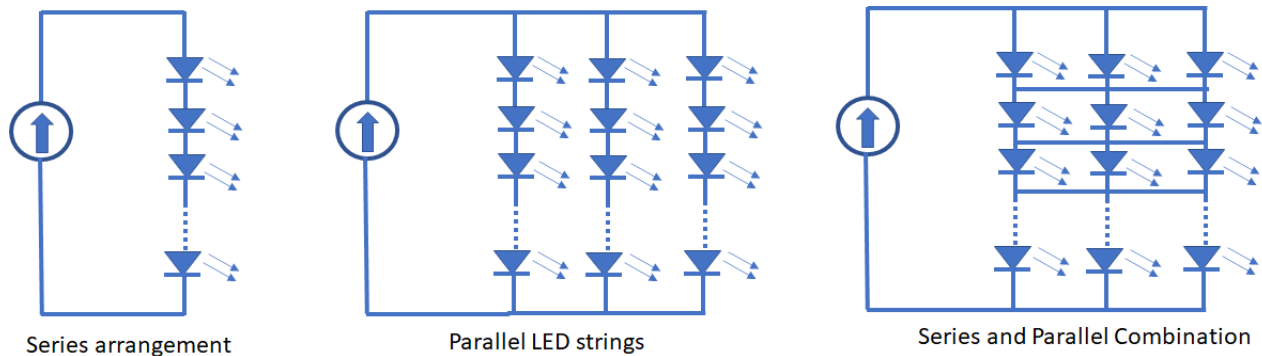 Series arrangement
Parallel LED strings
Series and Parallel Combination